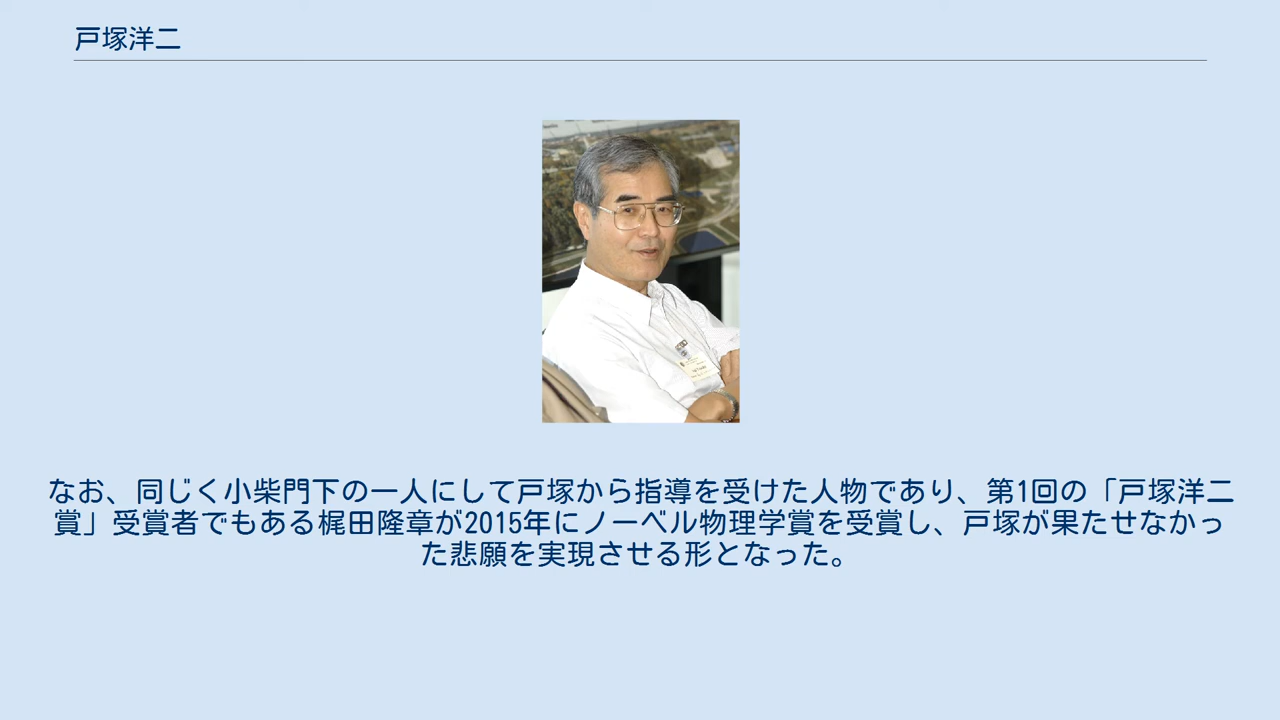 戸塚洋二
なお、同じく小柴門下の一人にして戸塚から指導を受けた人物であり、第1回の「戸塚洋二
賞」受賞者でもある梶田隆章が2015年にノーベル物理学賞を受賞し、戸塚が果たせなかっ
た悲願を実現させる形となった。